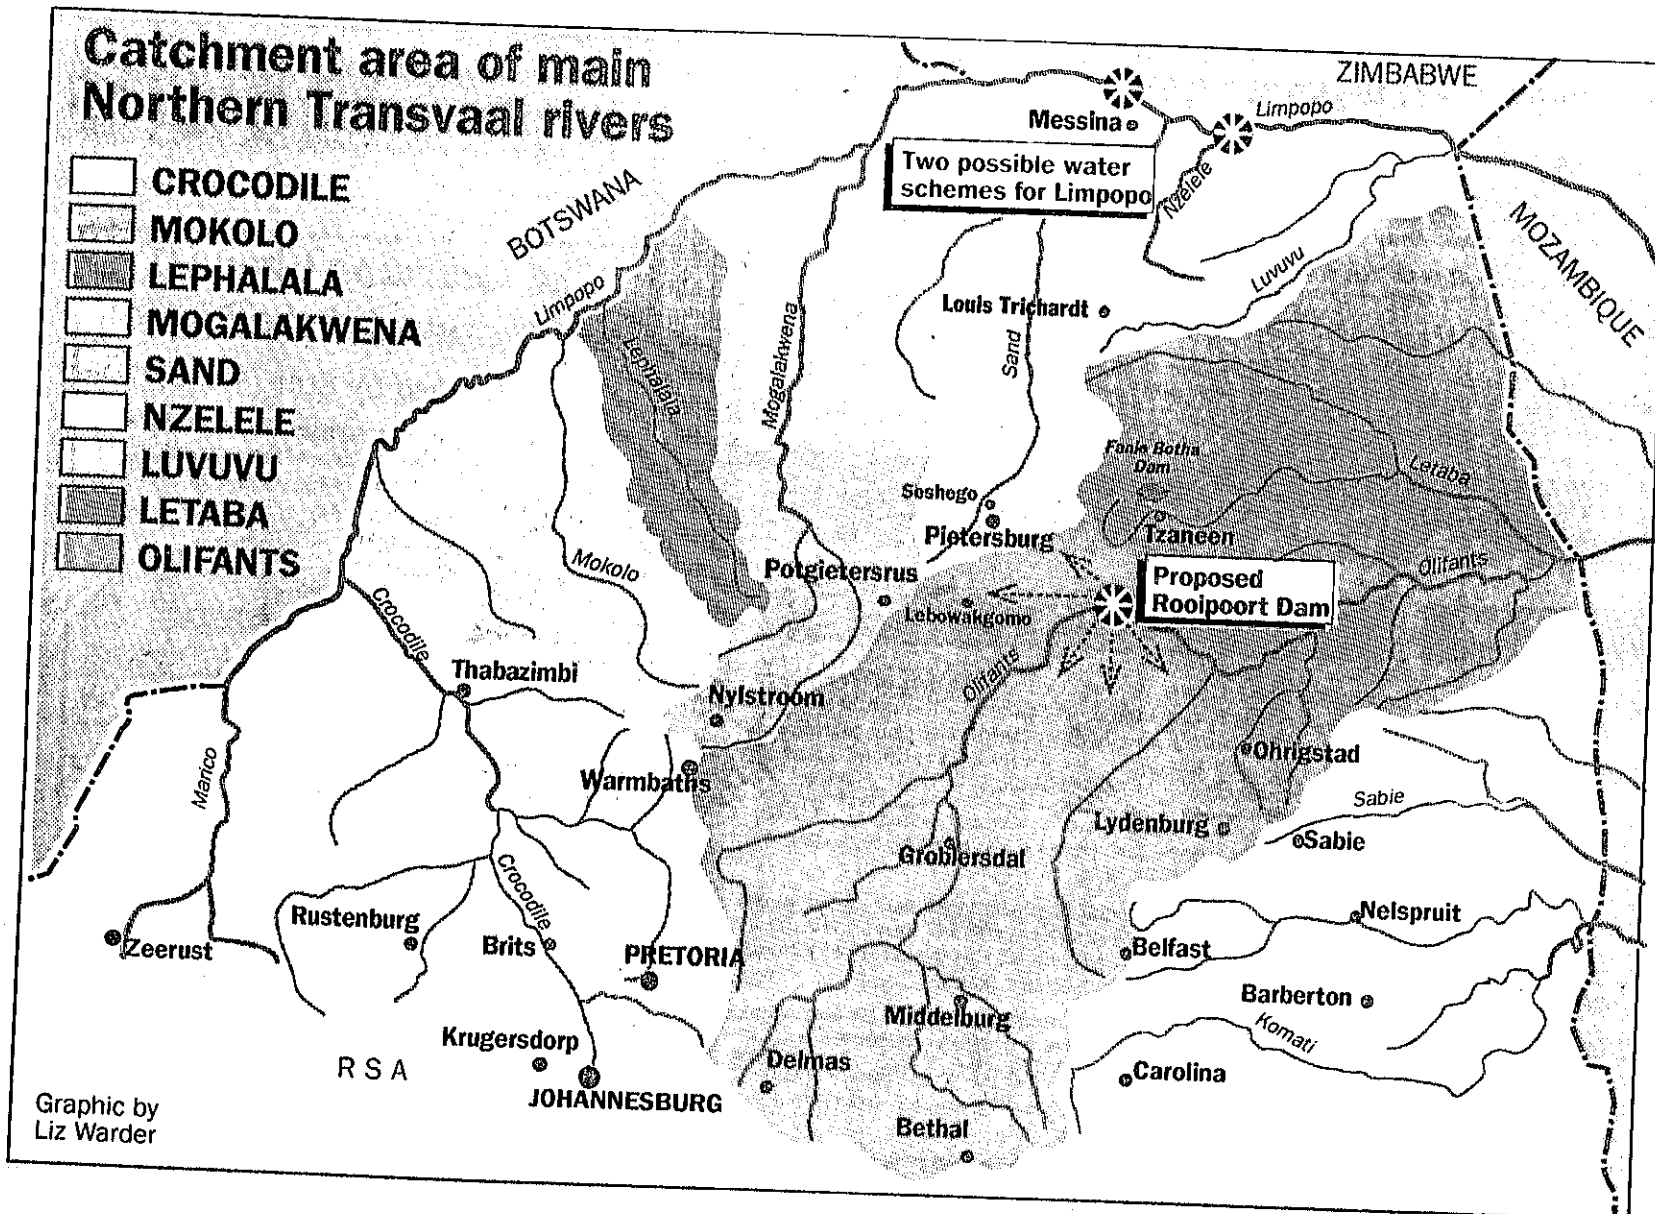 Catchment area of main
Northern Transvaal rivers
CROCODILE
MOKOLO
LEPHALALA
MOGALAKWENA
SAND
NZELELE
LUVUVU
LETABA
OLIFANTS
ZIMBABWE
BOTSWANA
MOZAMBIQUE
Limpopo
Messina
Two possible water
schemes for Limpopo
Nzelele
Luvuvu
Limpopo
Louis Trichardt
Sand
Mogalakwena
Lephalala
Fanie Botha
Dam
Letaba
Seshego
Pietersburg
Tzaneen
Mokolo
Potgietersrus
Olifants
Proposed
Rooipoort Dam
Lebowakgomo
Crocodile
Thabazimbi
Nylstroom
Olifants
Marico
Warmbaths
Ohrigstad
Sabie
Lydenburg
Sabie
Groblersdal
Crocodile
Rustenburg
Brits
PRETORIA
Zeerust
Nelspruit
Belfast
Barberton
Middelburg
Komati
Krugersdorp
RSA
JOHANNESBURG
Delmas
Carolina
Bethal
Graphic by
Liz Warder